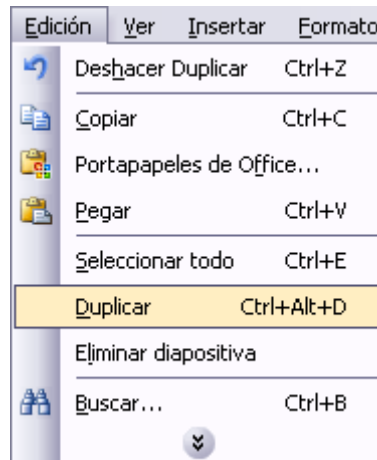 Edición Ver Insertar Formato
Deshacer Duplicar Ctrl+Z
Copiar Ctrl+C
Portapapeles de Office...
Pegar Ctrl+V
Seleccionar todo Ctrl+E
Duplicar Ctrl+Alt+D
Eliminar diapositiva
Buscar... Ctrl+B